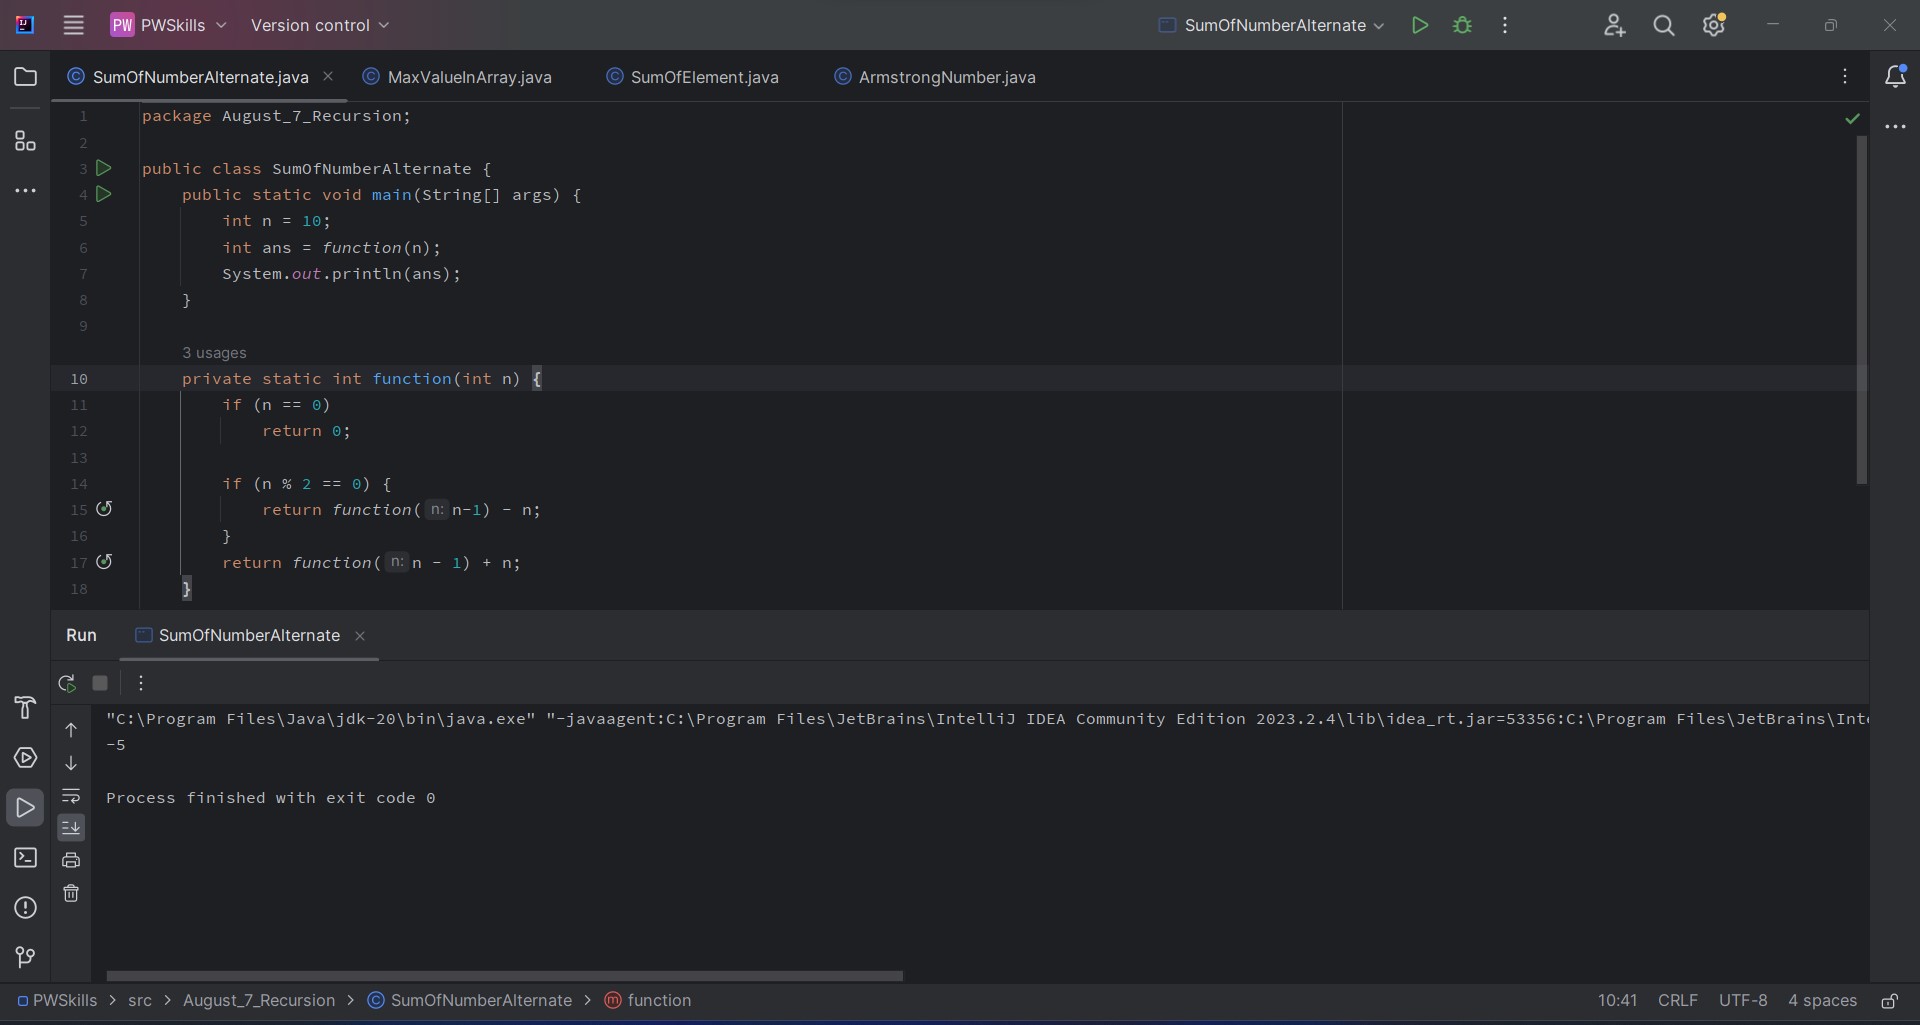 PW PWSkills Version control SumOfNumberAlternate
SumOfNumberAlternate.java MaxValueInArray.java SumOfElement.java ArmstrongNumber.java
1 package August_7_Recursion;
2
3 public class SumOfNumberAlternate {
4 public static void main(String[] args) {
5 int n = 10;
6 int ans = function(n);
7 System.out.println(ans);
8 }
9
3 usages
10 private static int function(int n) {
11 if (n == 0)
12 return 0;
13
14 if (n % 2 == 0) {
15 return function( n: n-1) - n;
16 }
17 return function( n: n - 1) + n;
18 }
Run SumOfNumberAlternate
"C:\Program Files\Java\jdk-20\bin\java.exe" "-javaagent:C:\Program Files\JetBrains\IntelliJ IDEA Community Edition 2023.2.4\lib\idea_rt.jar=53356:C:\Program Files\JetBrains\Inte
-5
Process finished with exit code 0
PWSkills > src > August_7_Recursion > SumOfNumberAlternate > function 10:41 CRLF UTF-8 4 spaces